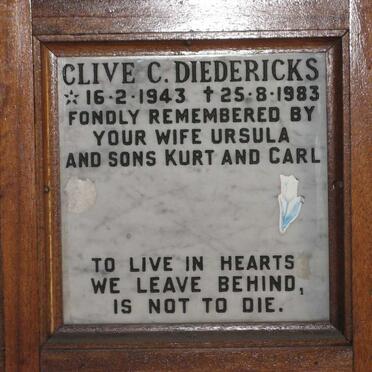 CLIVE C. DIEDERICKS
☆ 16·2·1943 ✝ 25·8·1983
FONDLY REMEMBERED BY
YOUR WIFE URSULA
AND SONS KURT AND CARL
TO LIVE IN HEARTS
WE LEAVE BEHIND,
IS NOT TO DIE.